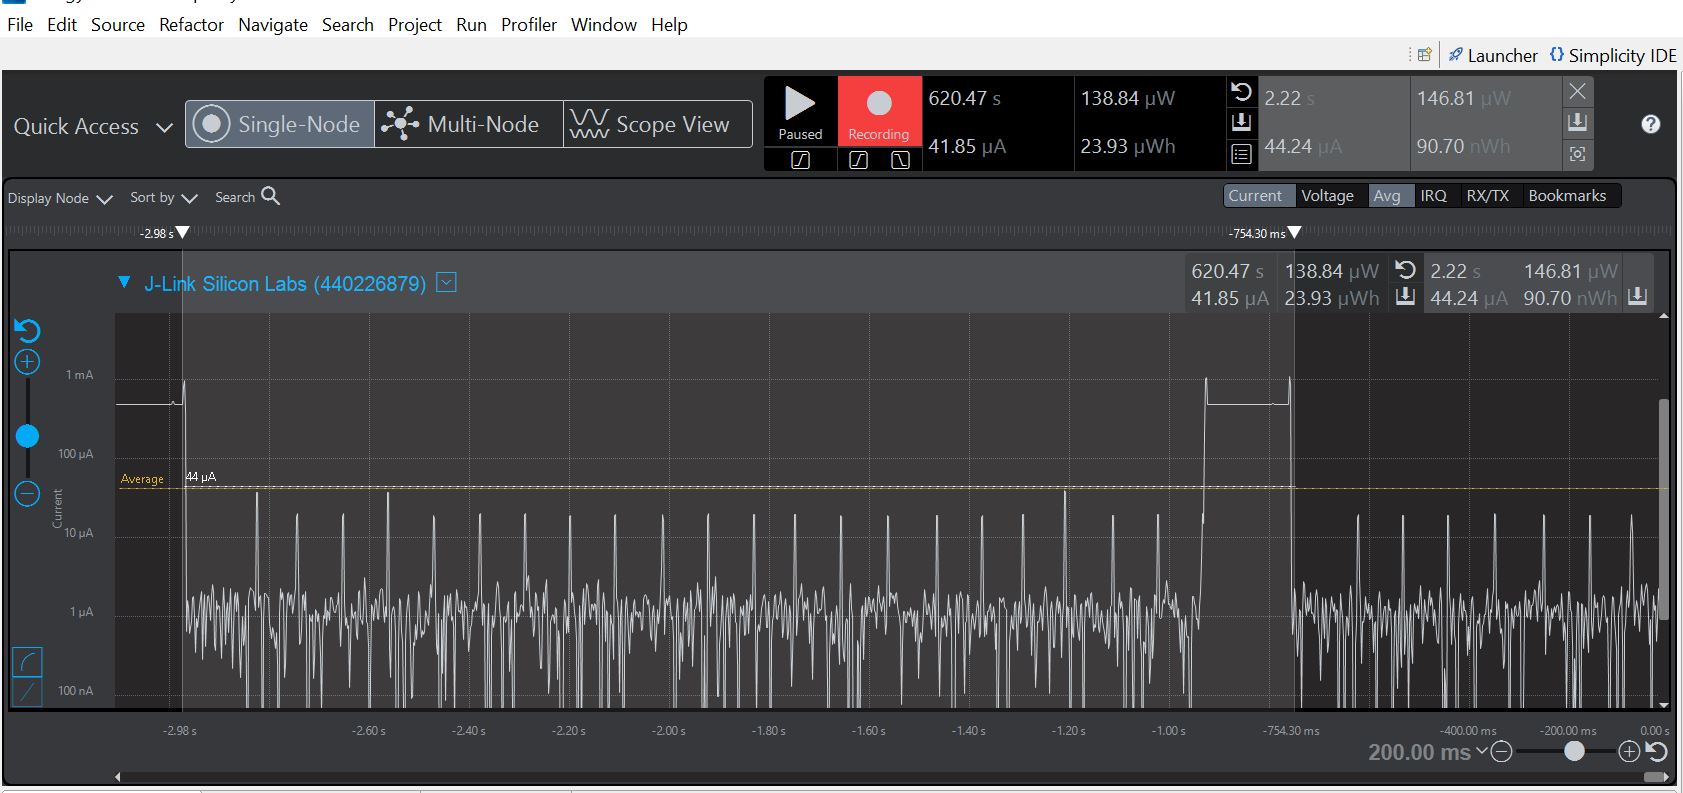 File Edit Source Refactor Navigate Search Project Run Profiler Window Help
Launcher {} Simplicity IDE
Quick Access Single-Node Multi-Node Scope View
Paused Recording
620.47 s 138.84 µW 2.22 s 146.81 µW
41.85 µA 23.93 µWh 44.24 µA 90.70 nWh
?
Display Node Sort by Search
Current Voltage Avg IRQ RX/TX Bookmarks
-2.98 s -754.30 ms
J-Link Silicon Labs (440226879)
620.47 s 138.84 µW 2.22 s 146.81 µW
41.85 µA 23.93 µWh 44.24 µA 90.70 nWh
1 mA
100 µA
Average 44 µA
Current
10 µA
1 µA
100 nA
-2.98 s -2.60 s -2.40 s -2.20 s -2.00 s -1.80 s -1.60 s -1.40 s -1.20 s -1.00 s -754.30 ms -400.00 ms -200.00 ms 0.00 s
200.00 ms